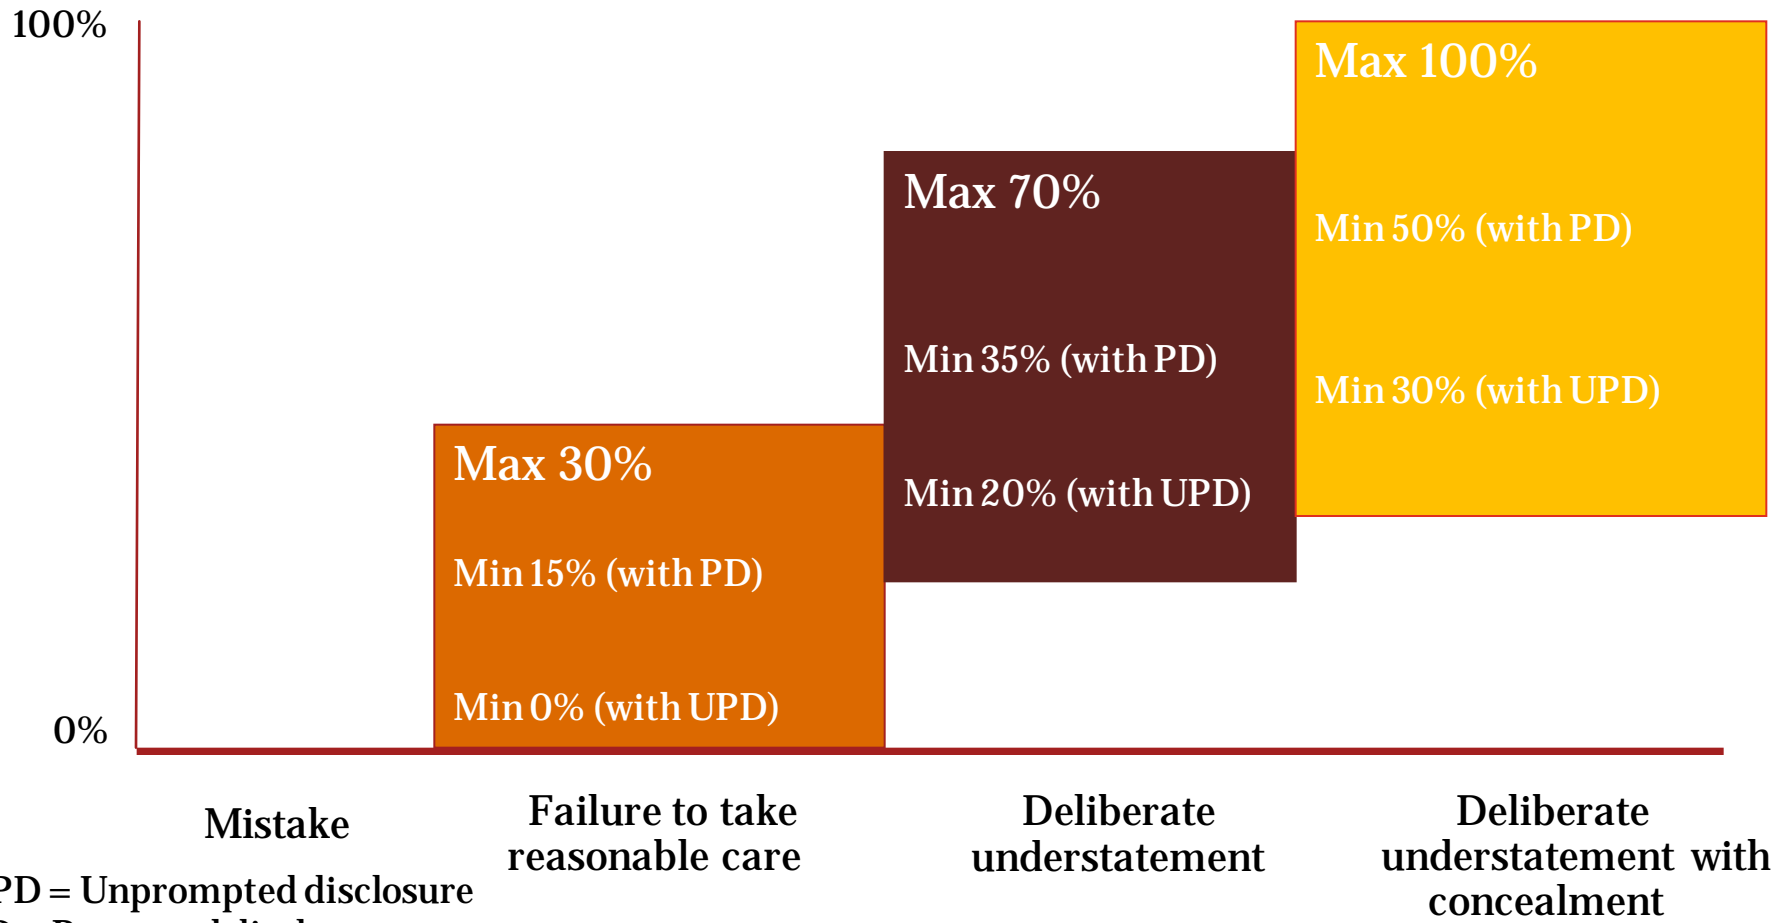 100%
Max 100%
Max 70%
Min 50% (with PD)
Min 35% (with PD)
Min 30% (with UPD)
Max 30%
Min 20% (with UPD)
Min 15% (with PD)
Min 0% (with UPD)
0%
Mistake
Failure to take
reasonable care
Deliberate
understatement
Deliberate
understatement with
concealment
PD = Unprompted disclosure